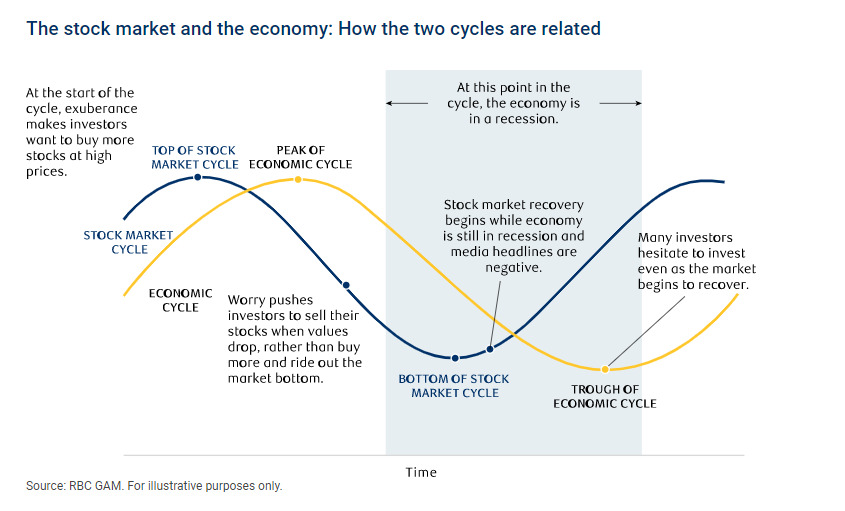 The stock market and the economy: How the two cycles are related
At the start of the
cycle, exuberance
makes investors
want to buy more
stocks at high
prices.
TOP OF STOCK
MARKET CYCLE
PEAK OF
ECONOMIC CYCLE
At this point in the
cycle, the economy is
in a recession.
STOCK MARKET
CYCLE
ECONOMIC
CYCLE
Worry pushes
investors to sell their
stocks when values
drop, rather than buy
more and ride out the
market bottom.
Stock market recovery
begins while economy
is still in recession and
media headlines are
negative.
Many investors
hesitate to invest
even as the market
begins to recover.
BOTTOM OF STOCK
MARKET CYCLE
TROUGH OF
ECONOMIC CYCLE
Time
Source: RBC GAM. For illustrative purposes only.